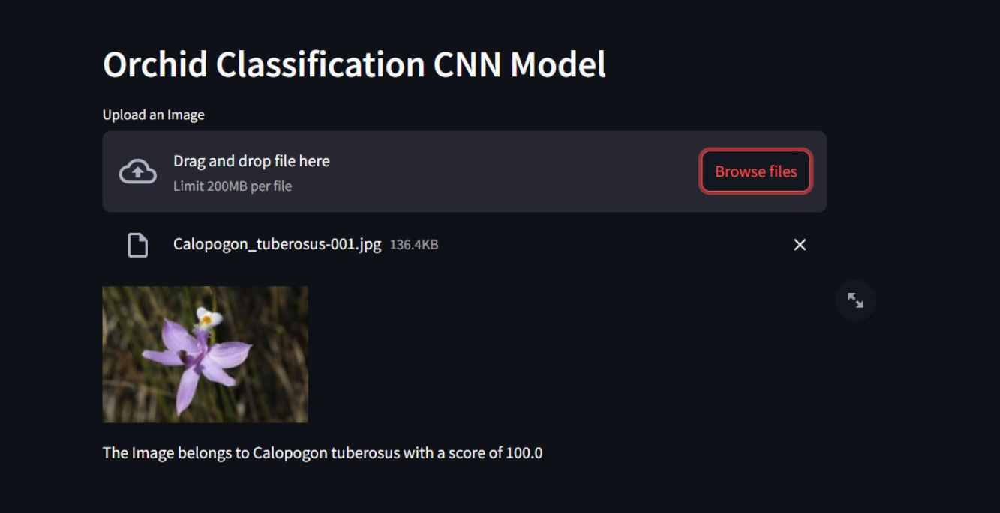 Orchid Classification CNN Model
Upload an Image
Drag and drop file here
Limit 200MB per file
Browse files
Calopogon_tuberosus-001.jpg 136.4KB
The Image belongs to Calopogon tuberosus with a score of 100.0